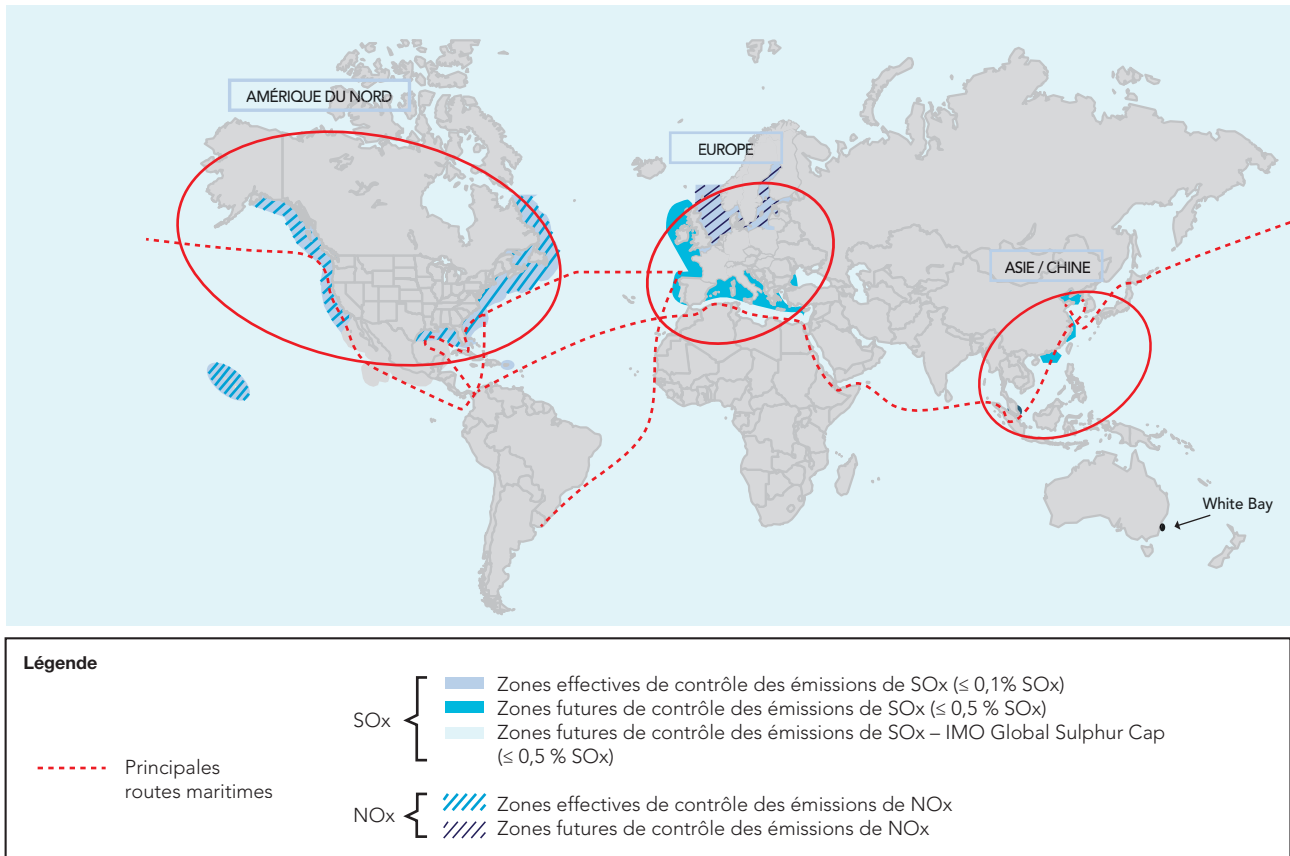 AMÉRIQUE DU NORD
EUROPE
ASIE / CHINE
White Bay
Légende
Principales
routes maritimes
SOx
Zones effectives de contrôle des émissions de SOx (≤ 0,1% SOx)
Zones futures de contrôle des émissions de SOx (≤ 0,5 % SOx)
Zones futures de contrôle des émissions de SOx – IMO Global Sulphur Cap
(≤ 0,5 % SOx)
NOx
Zones effectives de contrôle des émissions de NOx
Zones futures de contrôle des émissions de NOx